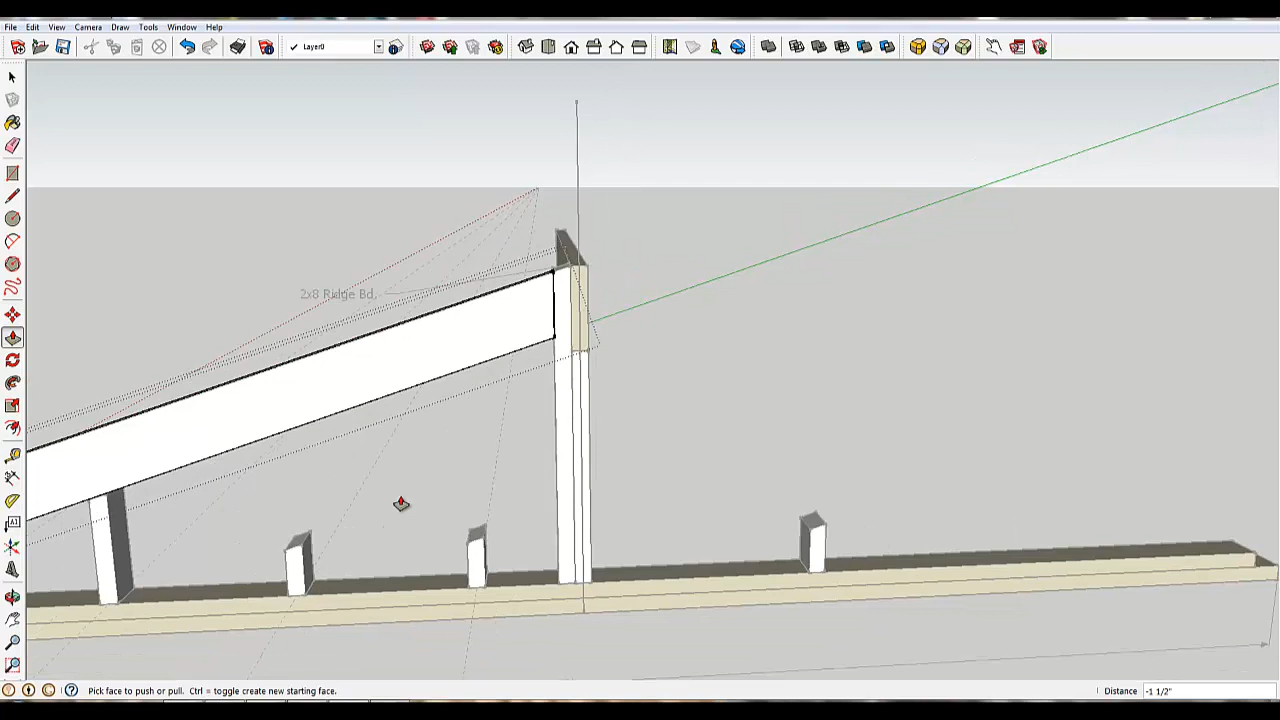 File Edit View Camera Draw Tools Window Help
Layer0
2x8 Ridge Bd.
Pick face to push or pull. Ctrl = toggle create new starting face.
Distance -1 1/2"